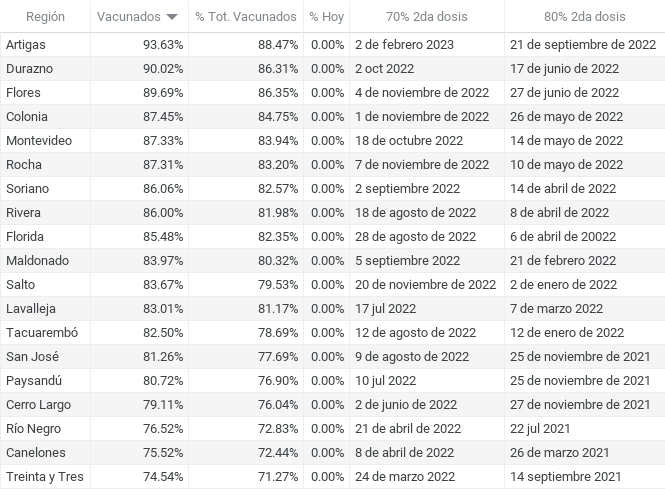 Región Vacunados % Tot. Vacunados % Hoy 70% 2da dosis 80% 2da dosis
Artigas 93.63% 88.47% 0.00% 2 de febrero 2023 21 de septiembre de 2022
Durazno 90.02% 86.31% 0.00% 2 oct 2022 17 de junio de 2022
Flores 89.69% 86.35% 0.00% 4 de noviembre de 2022 27 de junio de 2022
Colonia 87.45% 84.75% 0.00% 1 de noviembre de 2022 26 de mayo de 2022
Montevideo 87.33% 83.94% 0.00% 18 de octubre de 2022 14 de mayo de 2022
Rocha 87.31% 83.20% 0.00% 7 de noviembre de 2022 10 de mayo de 2022
Soriano 86.06% 82.57% 0.00% 2 septiembre de 2022 14 de abril de 2022
Rivera 86.00% 81.98% 0.00% 18 de agosto de 2022 8 de abril de 2022
Florida 85.48% 82.35% 0.00% 28 de agosto de 2022 6 de abril de 20022
Maldonado 83.97% 80.32% 0.00% 5 septiembre de 2022 21 de febrero de 2022
Salto 83.67% 79.53% 0.00% 20 de noviembre de 2022 2 de enero de 2022
Lavalleja 83.01% 81.17% 0.00% 17 jul 2022 7 de marzo de 2022
Tacuarembó 82.50% 78.69% 0.00% 12 de agosto de 2022 12 de enero de 2022
San José 81.26% 77.69% 0.00% 9 de agosto de 2022 25 de noviembre de 2021
Paysandú 80.72% 76.90% 0.00% 10 jul 2022 25 de noviembre de 2021
Cerro Largo 79.11% 76.04% 0.00% 2 de junio de 2022 27 de noviembre de 2021
Río Negro 76.52% 72.83% 0.00% 21 de abril de 2022 22 jul 2021
Canelones 75.52% 72.44% 0.00% 8 de abril de 2022 26 de marzo 2021
Treinta y Tres 74.54% 71.27% 0.00% 24 de marzo 2022 14 septiembre 2021